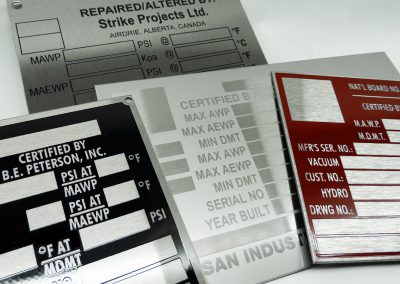 REPAIRED/ALTERED BY:
Strike Projects Ltd.
AIRDRIE, ALBERTA, CANADA
MAWP PSI @ °F
Kpa @ °C
MAEWP PSI @ °F
°C
CERTIFIED BY
B.E. PETERSON, INC.
PSI AT °F
MAWP
PSI AT °F
MAEWP PSI
°F AT
MDMT
CERTIFIED B
MAX AWP
MAX AEWP
MIN DMT
MAX AWP
MAX AEWP
MIN DMT
SERIAL NO
YEAR BUILT
SAN INDUST
NAT'L BOARD NO
CERTIFIED BY
M.A.W.P
M.D.M.T.
MFR'S SER. NO.:
VACUUM
CUST. NO.:
HYDRO
DRWG NO.: